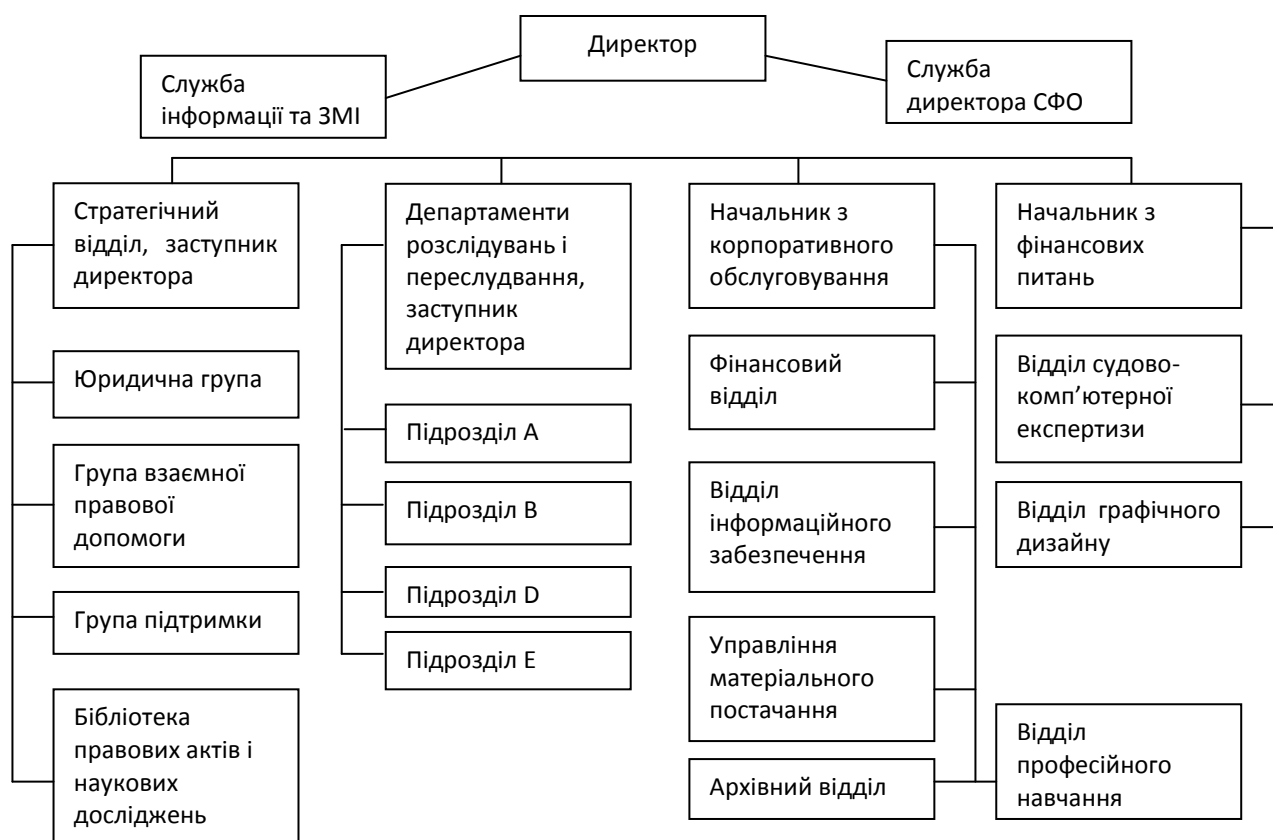 Директор
Служба
інформації та ЗМІ
Служба
директора СФО
Стратегічний
відділ, заступник
директора
Юридична група
Група взаємної
правової
допомоги
Група підтримки
Бібліотека
правових актів і
наукових
досліджень
Департаменти
розслідувань і
переслудвання,
заступник
директора
Підрозділ А
Підрозділ В
Підрозділ D
Підрозділ Е
Начальник з
корпоративного
обслуговування
Фінансовий
відділ
Відділ
інформаційного
забезпечення
Управління
матеріального
постачання
Архівний відділ
Начальник з
фінансових
питань
Відділ судово-
комп’ютерної
експертизи
Відділ графічного
дизайну
Відділ
професійного
навчання